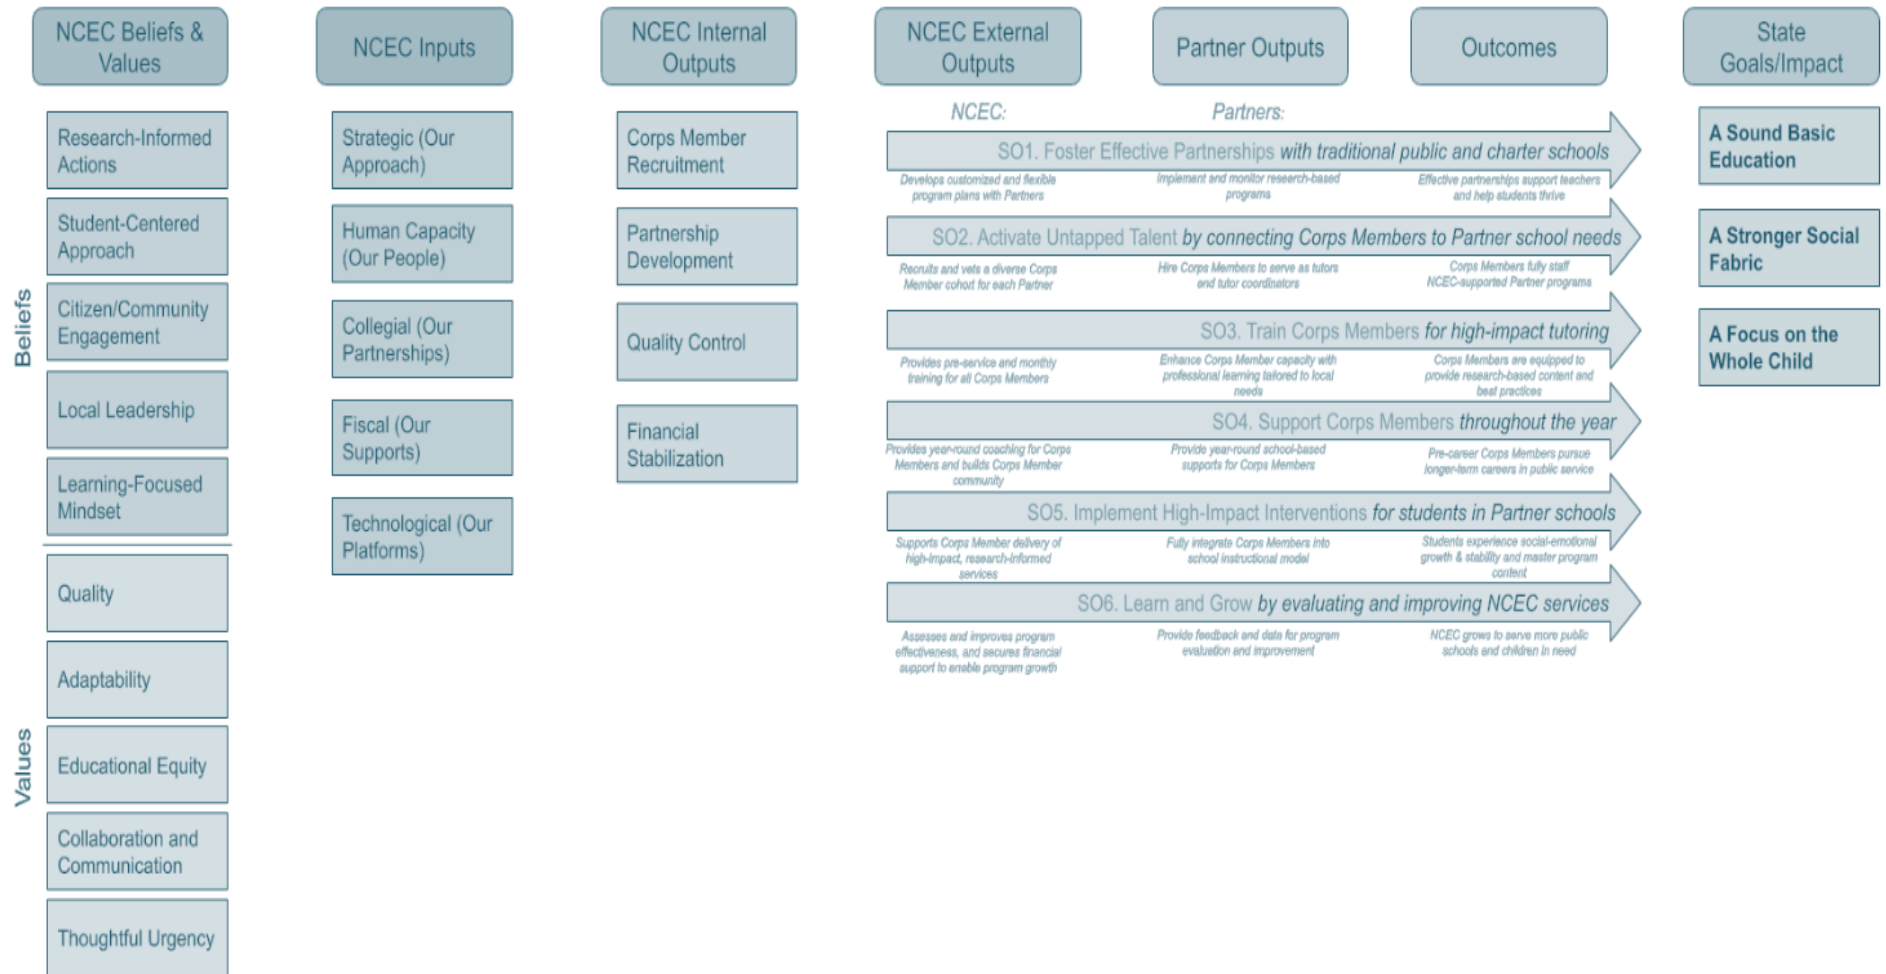 NCEC Beliefs &
Values
NCEC Inputs
NCEC Internal
Outputs
NCEC External
Outputs
Partner Outputs
Outcomes
State
Goals/Impact
Beliefs
Research-Informed
Actions
Student-Centered
Approach
Citizen/Community
Engagement
Local Leadership
Learning-Focused
Mindset
Values
Quality
Adaptability
Educational Equity
Collaboration and
Communication
Thoughtful Urgency
Strategic (Our
Approach)
Human Capacity
(Our People)
Collegial (Our
Partnerships)
Fiscal (Our
Supports)
Technological (Our
Platforms)
Corps Member
Recruitment
Partnership
Development
Quality Control
Financial
Stabilization
NCEC:
Partners:
SO1. Foster Effective Partnerships with traditional public and charter schools
Develops customized and flexible
program plans with Partners
Implement and monitor research-based
programs
Effective partnerships support teachers
and help students thrive
SO2. Activate Untapped Talent by connecting Corps Members to Partner school needs
Recruits and vets a diverse Corps
Member cohort for each Partner
Hire Corps Members to serve as tutors
and tutor coordinators
Corps Members fully staff
NCEC-supported Partner programs
SO3. Train Corps Members for high-impact tutoring
Provides pre-service and monthly
training for all Corps Members
Enhance Corps Member capacity with
professional learning tailored to local
needs
Corps Members are equipped to
provide research-based content and
best practices
SO4. Support Corps Members throughout the year
Provides year-round coaching for Corps
Members and builds Corps Member
community
Provide year-round school-based
supports for Corps Members
Pre-career Corps Members pursue
longer-term careers in public service
SO5. Implement High-Impact Interventions for students in Partner schools
Supports Corps Member delivery of
high-impact, research-informed
services
Fully integrate Corps Members into
school instructional model
Students experience social-emotional
growth & stability and master program
content
SO6. Learn and Grow by evaluating and improving NCEC services
Assesses and improves program
effectiveness, and secures financial
support to enable program growth
Provide feedback and data for program
evaluation and improvement
NCEC grows to serve more public
schools and children in need
A Sound Basic
Education
A Stronger Social
Fabric
A Focus on the
Whole Child